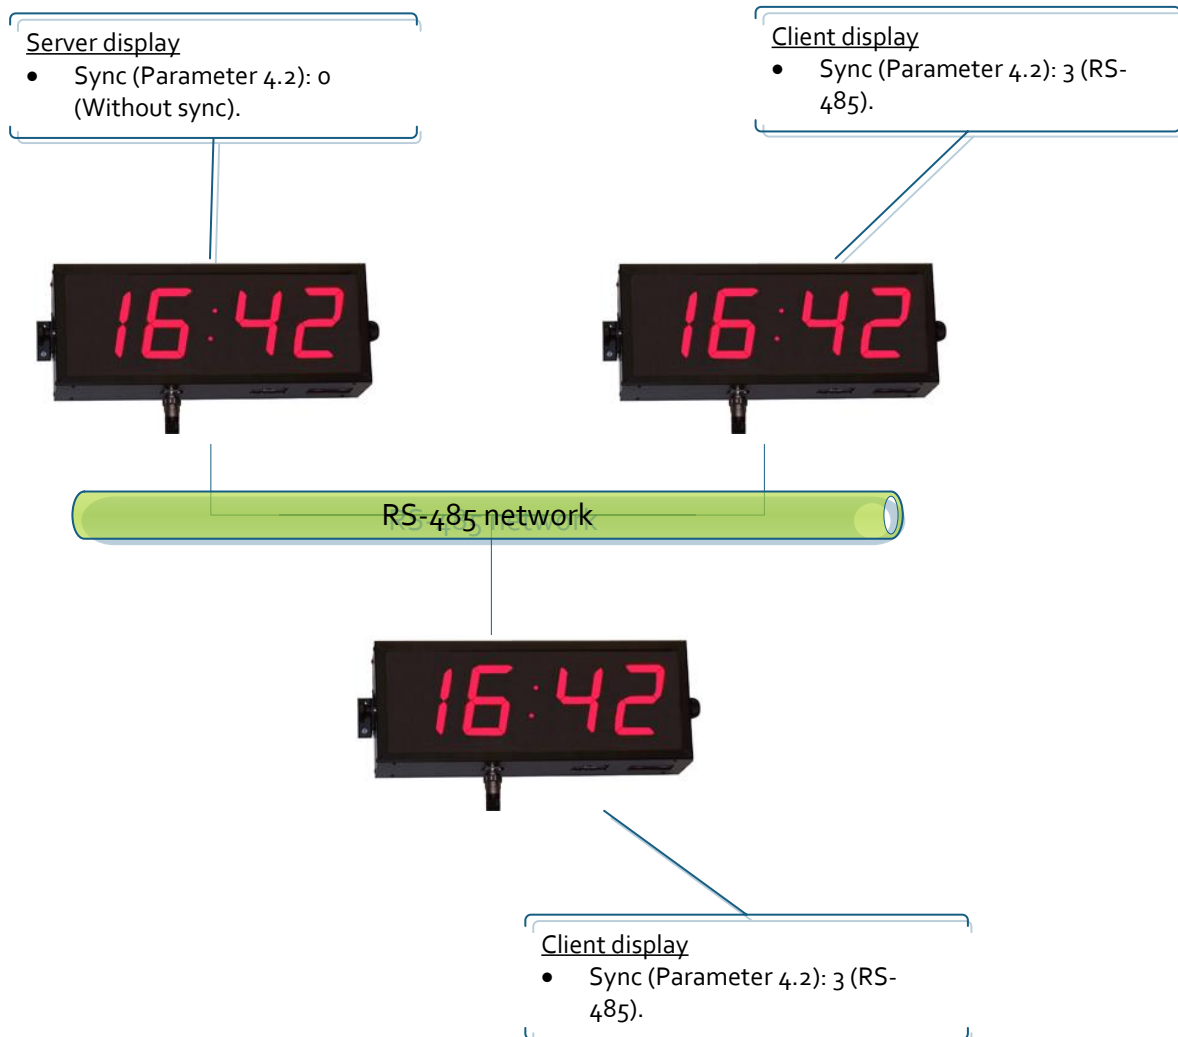 Server display
• Sync (Parameter 4.2): 0
(Without sync).
Client display
• Sync (Parameter 4.2): 3 (RS-
485).
16:42
16:42
RS-485 network
16:42
Client display
• Sync (Parameter 4.2): 3 (RS-
485).